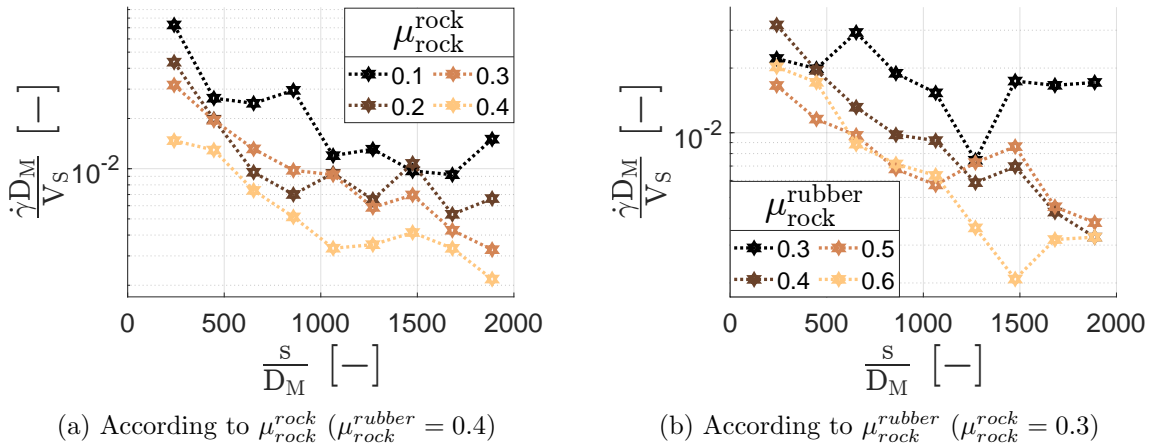 μ_rock^rock
0.1 0.3
0.2 0.4
10^-2
γ̇D_M / V_S [—]
0 500 1000 1500 2000
s / D_M [—]
(a) According to μ_rock^rock (μ_rock^rubber = 0.4)
μ_rock^rubber
0.3 0.5
0.4 0.6
10^-2
γ̇D_M / V_S [—]
0 500 1000 1500 2000
s / D_M [—]
(b) According to μ_rock^rubber (μ_rock^rock = 0.3)